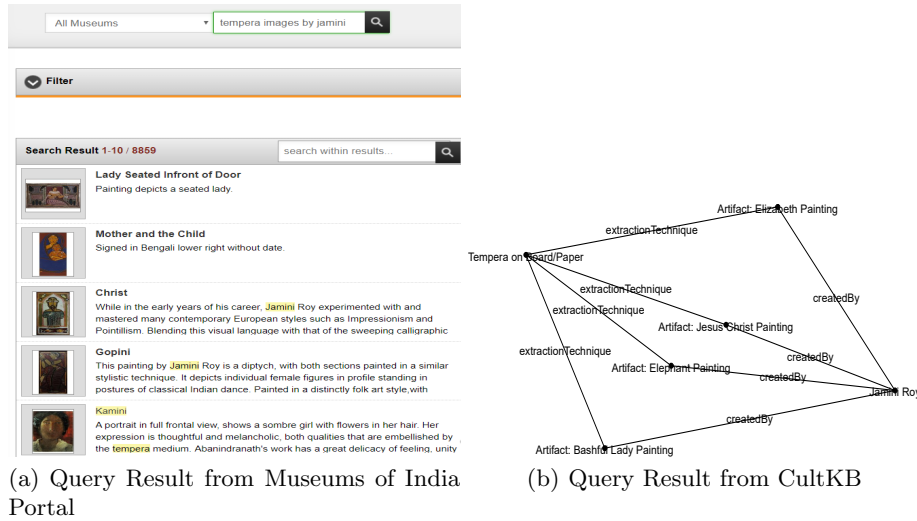 All Museums
tempera images by jamini
Filter
Search Result 1-10 / 8859
search within results...
Lady Seated Infront of Door
Painting depicts a seated lady.
Mother and the Child
Signed in Bengali lower right without date.
Christ
While in the early years of his career, Jamini Roy experimented with and
mastered many contemporary European styles such as Impressionism and
Pointillism. Blending this visual language with that of the sweeping calligraphic
Gopini
This painting by Jamini Roy is a diptych, with both sections painted in a similar
stylistic technique. It depicts individual female figures in profile standing in
postures of classical Indian dance. Painted in a distinctly folk art style,with
Kamini
A portrait in full frontal view, shows a sombre girl with flowers in her hair. Her
expression is thoughtful and melancholic, both qualities that are embellished by
the tempera medium. Abanindranath's work has a great delicacy of feeling, unity
(a) Query Result from Museums of India
Portal
Artifact: Elizabeth Painting
extractionTechnique
Tempera on Board/Paper
extractionTechnique
createdBy
extractionTechnique
Artifact: Jesus Christ Painting
extractionTechnique
createdBy
Artifact: Elephant Painting
createdBy
Jamini Roy
createdBy
Artifact: Bashful Lady Painting
(b) Query Result from CultKB